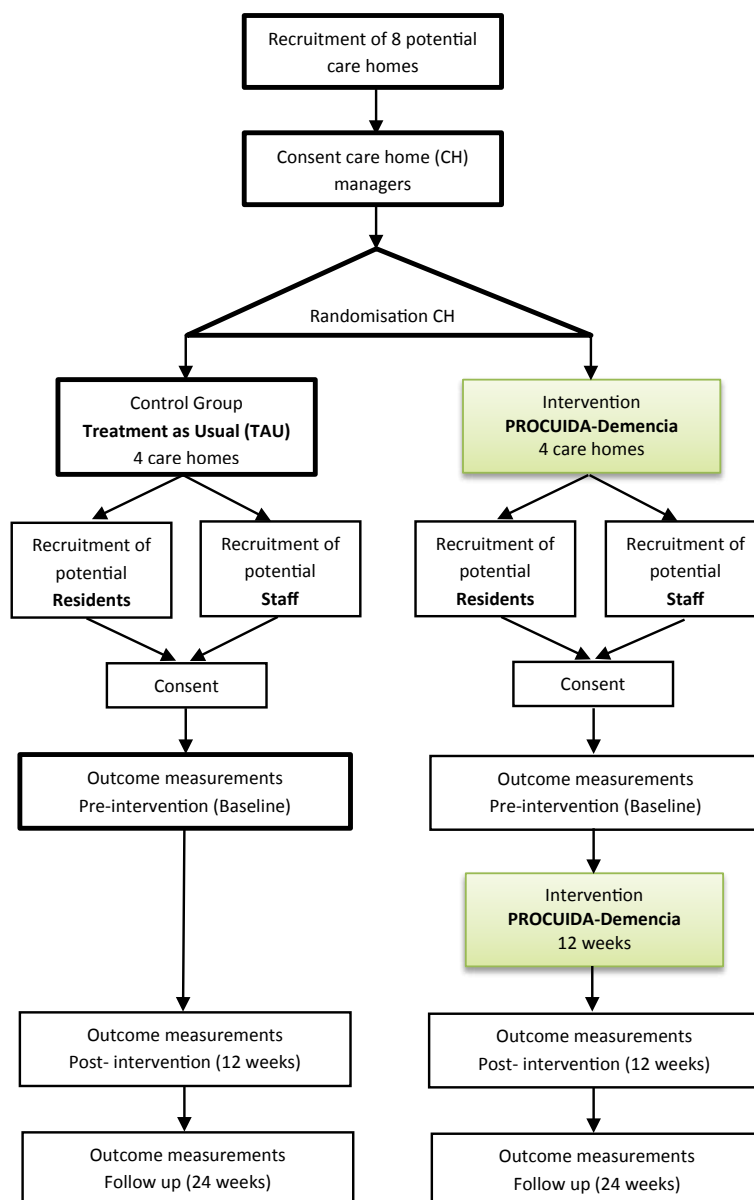 Recruitment of 8 potential
care homes
Consent care home (CH)
managers
Randomisation CH
Control Group
Treatment as Usual (TAU)
4 care homes
Intervention
PROCUIDA-Demencia
4 care homes
Recruitment of
potential
Residents
Recruitment of
potential
Staff
Recruitment of
potential
Residents
Recruitment of
potential
Staff
Consent
Consent
Outcome measurements
Pre-intervention (Baseline)
Outcome measurements
Pre-intervention (Baseline)
Intervention
PROCUIDA-Demencia
12 weeks
Outcome measurements
Post- intervention (12 weeks)
Outcome measurements
Post- intervention (12 weeks)
Outcome measurements
Follow up (24 weeks)
Outcome measurements
Follow up (24 weeks)